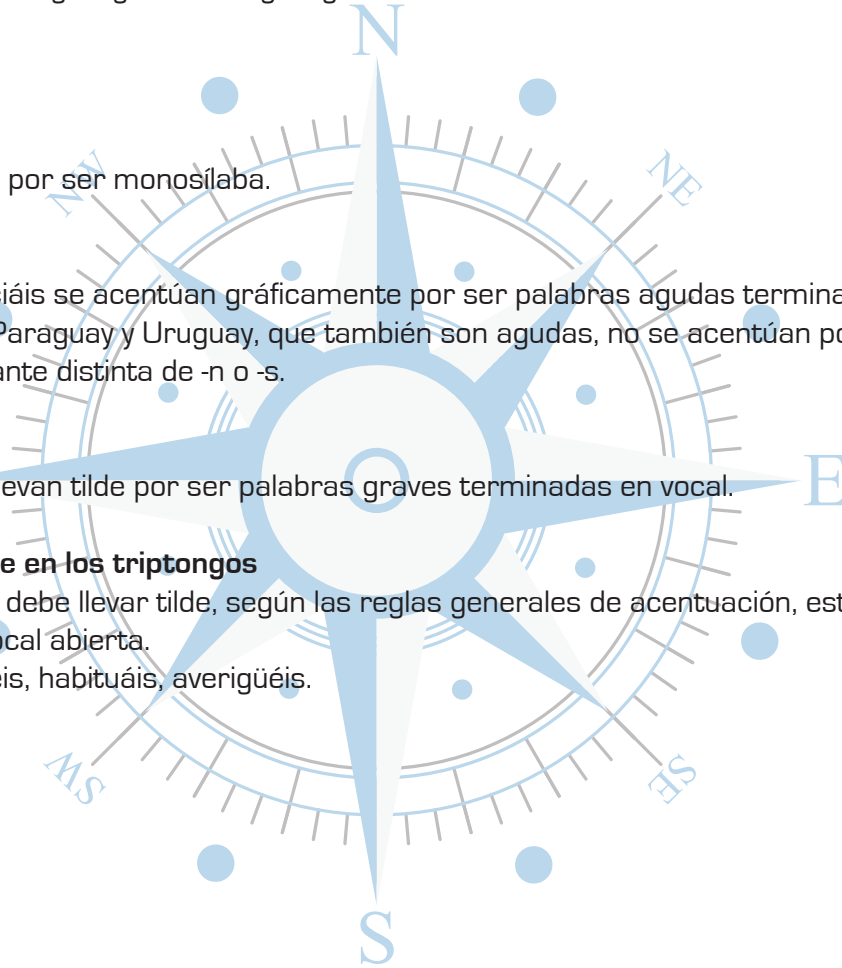 N
por ser monosílaba.
NW
NE
iáis se acentúan gráficamente por ser palabras agudas termina
Paraguay y Uruguay, que también son agudas, no se acentúan po
ante distinta de -n o -s.
evan tilde por ser palabras graves terminadas en vocal.
E
e en los triptongos
debe llevar tilde, según las reglas generales de acentuación, est
ocal abierta.
éis, habituáis, averigüéis.
SW
SE
S